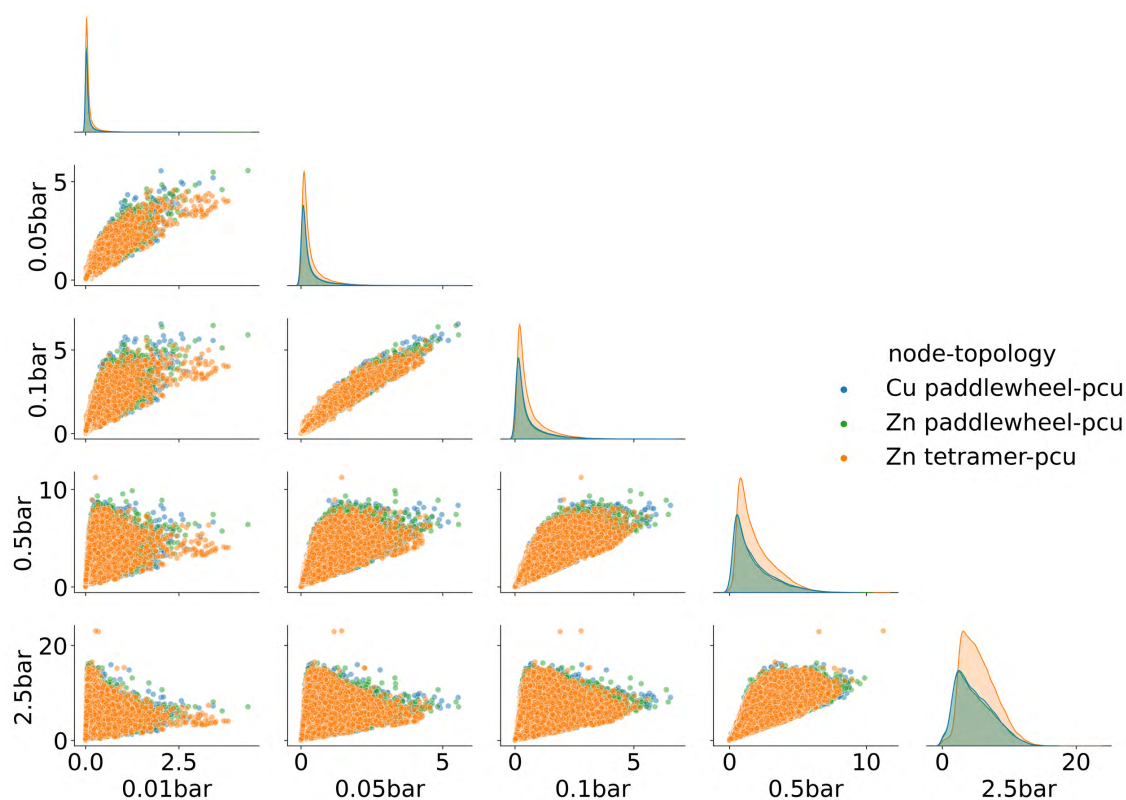 0.05bar
5
0
0.1bar
5
0
node-topology
Cu paddlewheel-pcu
Zn paddlewheel-pcu
Zn tetramer-pcu
0.5bar
10
0
2.5bar
20
0
0.0 2.5 0 5 0 5 0 10 0 20
0.01bar 0.05bar 0.1bar 0.5bar 2.5bar